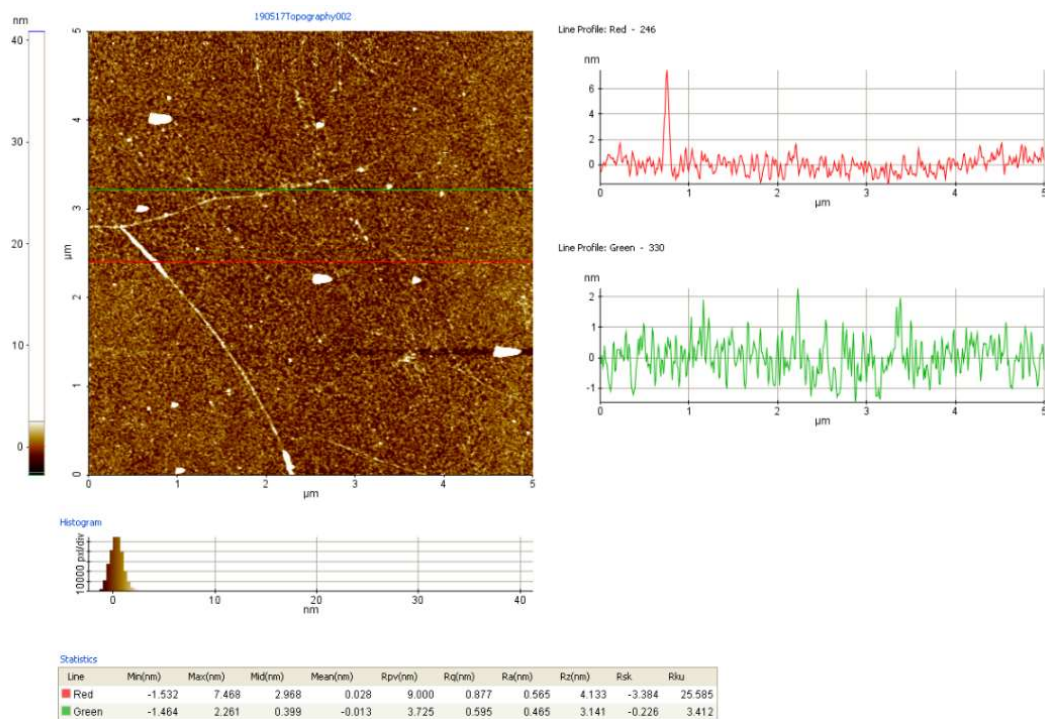 nm
40
30
20
10
0
190517Topography002
5
4
3
2
1
0
µm
0 1 2 3 4 5
µm
Line Profile: Red - 246
nm
6
4
2
0
0 1 2 3 4 5
µm
Line Profile: Green - 330
nm
2
1
0
-1
0 1 2 3 4 5
µm
Histogram
10000 pxl/div
0 10 20 30 40
nm
Statistics
Line Min(nm) Max(nm) Mid(nm) Mean(nm) Rpv(nm) Rq(nm) Ra(nm) Rz(nm) Rsk Rku
Red -1.532 7.468 2.968 0.028 9.000 0.877 0.565 4.133 -3.384 25.585
Green -1.464 2.261 0.399 -0.013 3.725 0.595 0.465 3.141 -0.226 3.412